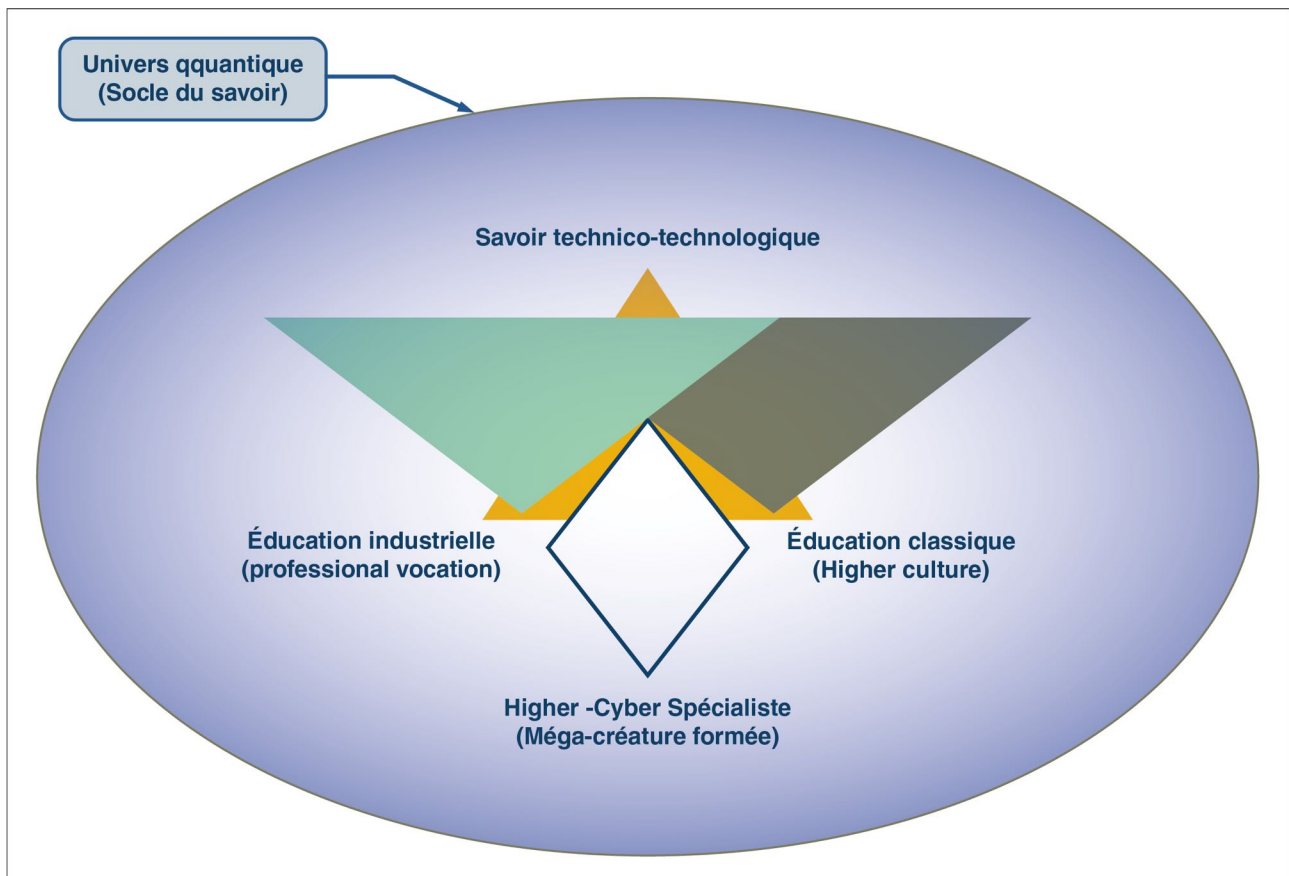 Univers qquantique
(Socle du savoir)
Savoir technico-technologique
Éducation industrielle
(professional vocation)
Éducation classique
(Higher culture)
Higher -Cyber Spécialiste
(Méga-créature formée)